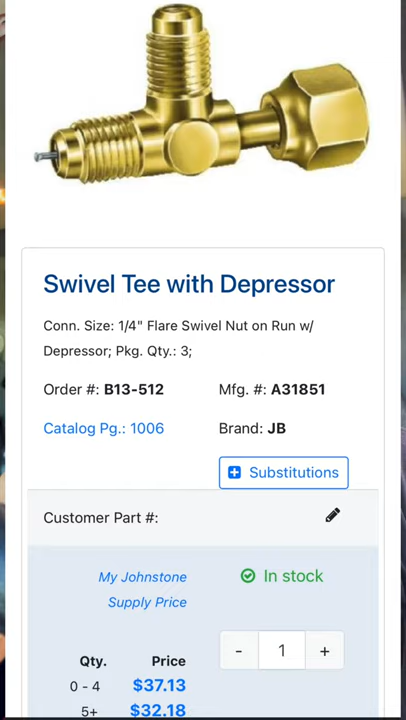 Swivel Tee with Depressor
Conn. Size: 1/4" Flare Swivel Nut on Run w/
Depressor; Pkg. Qty.: 3;
Order #: B13-512
Mfg. #: A31851
Catalog Pg.: 1006
Brand: JB
Substitutions
Customer Part #:
My Johnstone
Supply Price
In stock
- 1 +
Qty. Price
0 - 4 $37.13
5+ $32.18